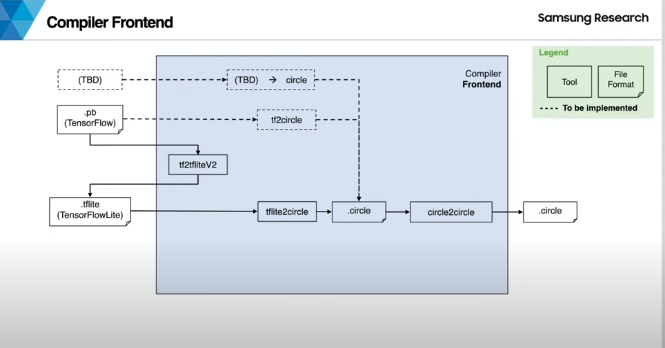 Compiler Frontend
Samsung Research
Legend
Tool
File
Format
To be implemented
Compiler
Frontend
(TBD)
(TBD) → circle
.pb
(TensorFlow)
tf2circle
tf2tfliteV2
.tflite
(TensorFlowLite)
tflite2circle
.circle
circle2circle
.circle